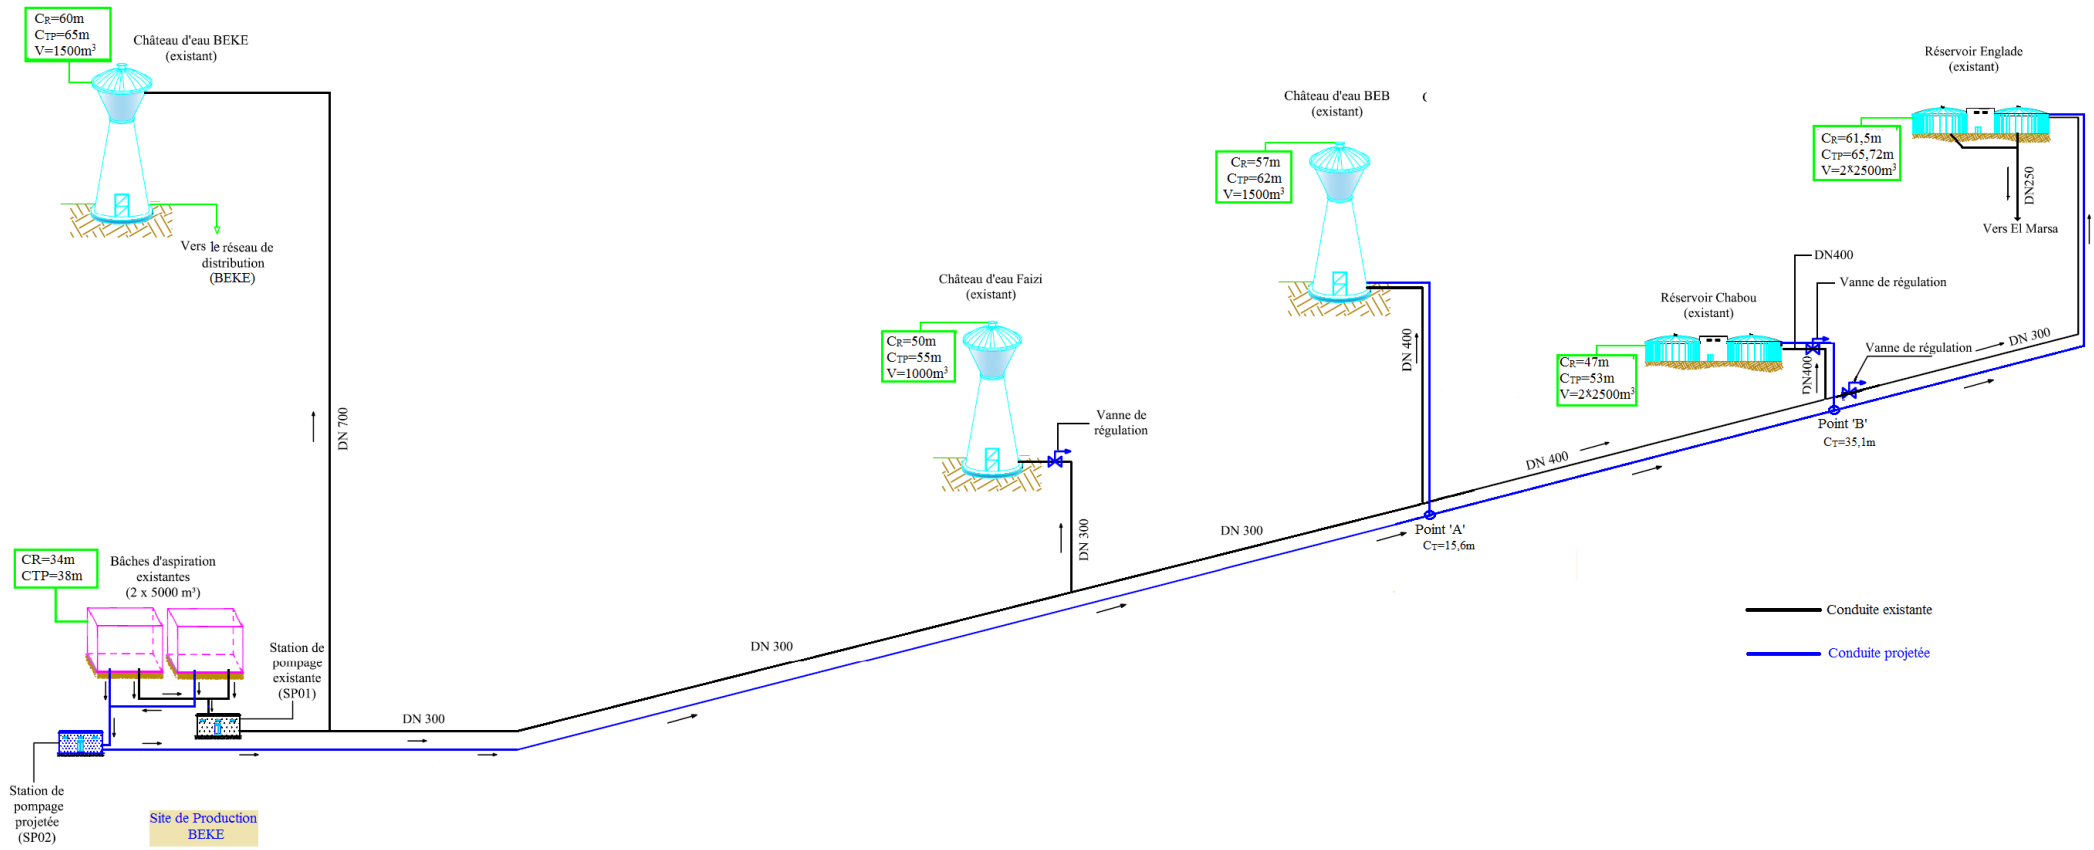 CR=60m
CTP=65m
V=1500m³
Château d'eau BEKE
(existant)
Vers le réseau de
distribution
(BEKE)
DN 700
CR=34m
CTP=38m
Bâches d'aspiration
existantes
(2 x 5000 m³)
Station de
pompage
existante
(SP01)
Station de
pompage
projetée
(SP02)
Site de Production
BEKE
DN 300
DN 300
Château d'eau Faizi
(existant)
CR=50m
CTP=55m
V=1000m³
Vanne de
régulation
DN 300
DN 300
Château d'eau BEB
(existant)
(
CR=57m
CTP=62m
V=1500m³
DN 400
Point 'A'
CT=15,6m
DN 400
Réservoir Chabou
(existant)
CR=47m
CTP=53m
V=2x2500m³
DN400
Vanne de régulation
DN400
Vanne de régulation
DN 300
Point 'B'
CT=35,1m
Réservoir Englade
(existant)
CR=61,5m
CTP=65,72m
V=2x2500m³
DN250
Vers El Marsa
Conduite existante
Conduite projetée